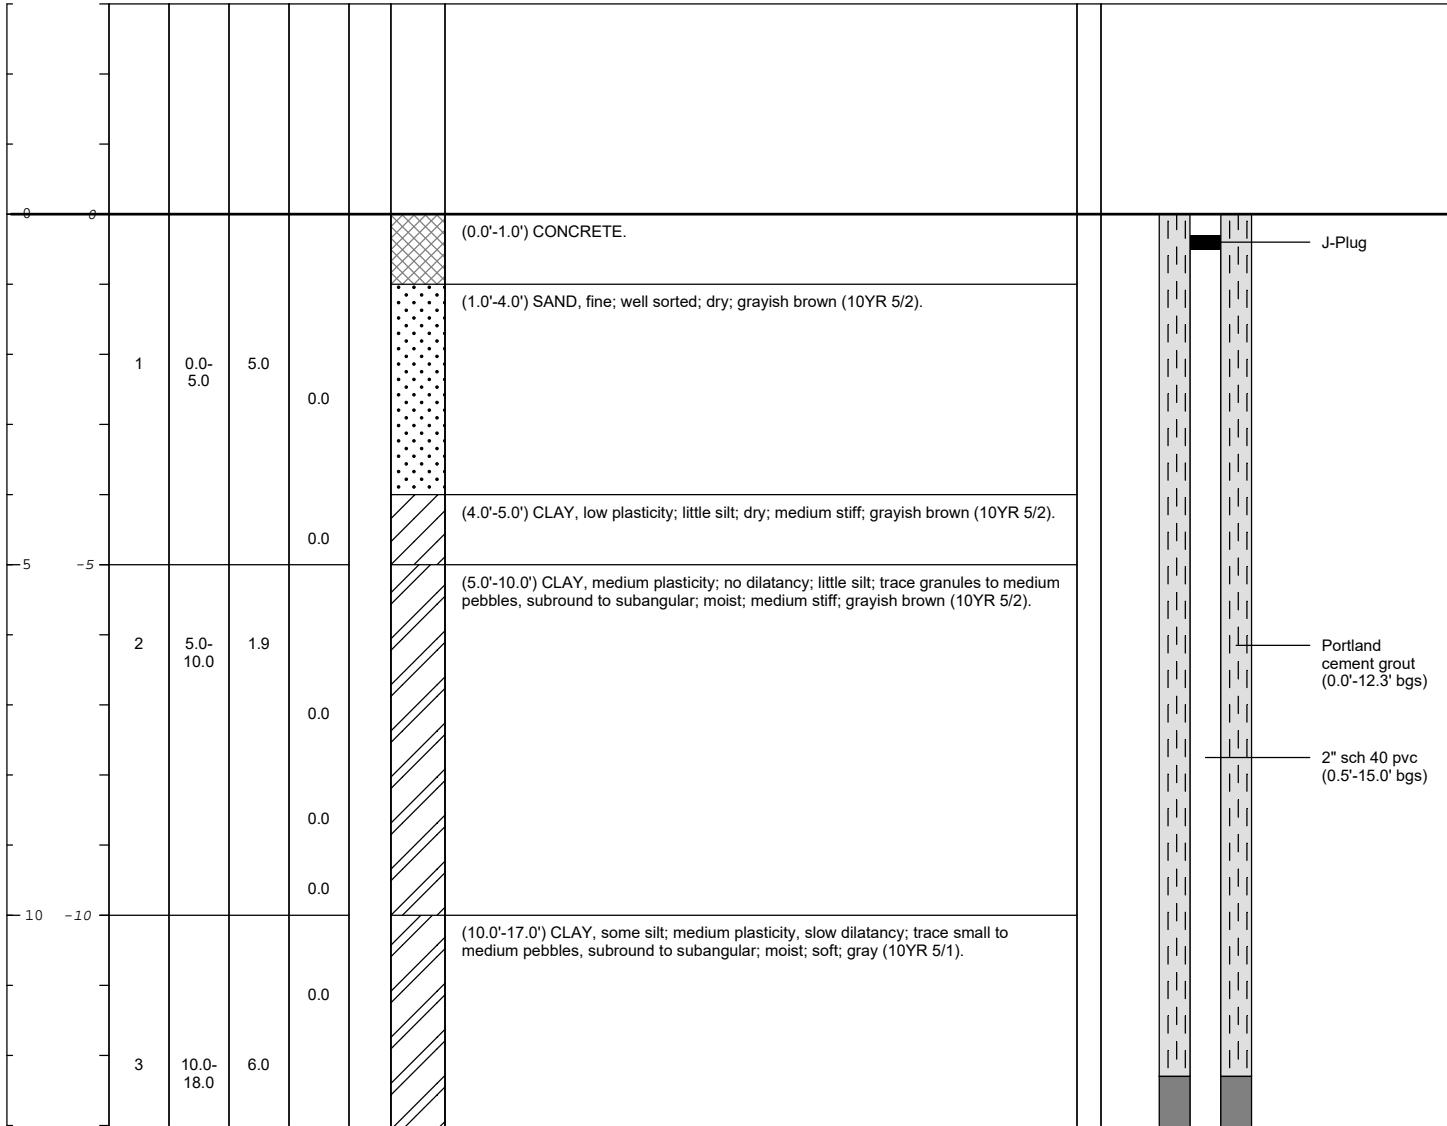 0 0
(0.0'-1.0') CONCRETE.
J-Plug
(1.0'-4.0') SAND, fine; well sorted; dry; grayish brown (10YR 5/2).
1 0.0- 5.0
5.0
0.0
(4.0'-5.0') CLAY, low plasticity; little silt; dry; medium stiff; grayish brown (10YR 5/2).
0.0
5 -5
(5.0'-10.0') CLAY, medium plasticity; no dilatancy; little silt; trace granules to medium
pebbles, subround to subangular; moist; medium stiff; grayish brown (10YR 5/2).
2 5.0- 1.9
10.0
Portland
cement grout
(0.0'-12.3' bgs)
0.0
2" sch 40 pvc
(0.5'-15.0' bgs)
0.0
0.0
10 -10
(10.0'-17.0') CLAY, some silt; medium plasticity, slow dilatancy; trace small to
medium pebbles, subround to subangular; moist; soft; gray (10YR 5/1).
0.0
3 10.0- 6.0
18.0